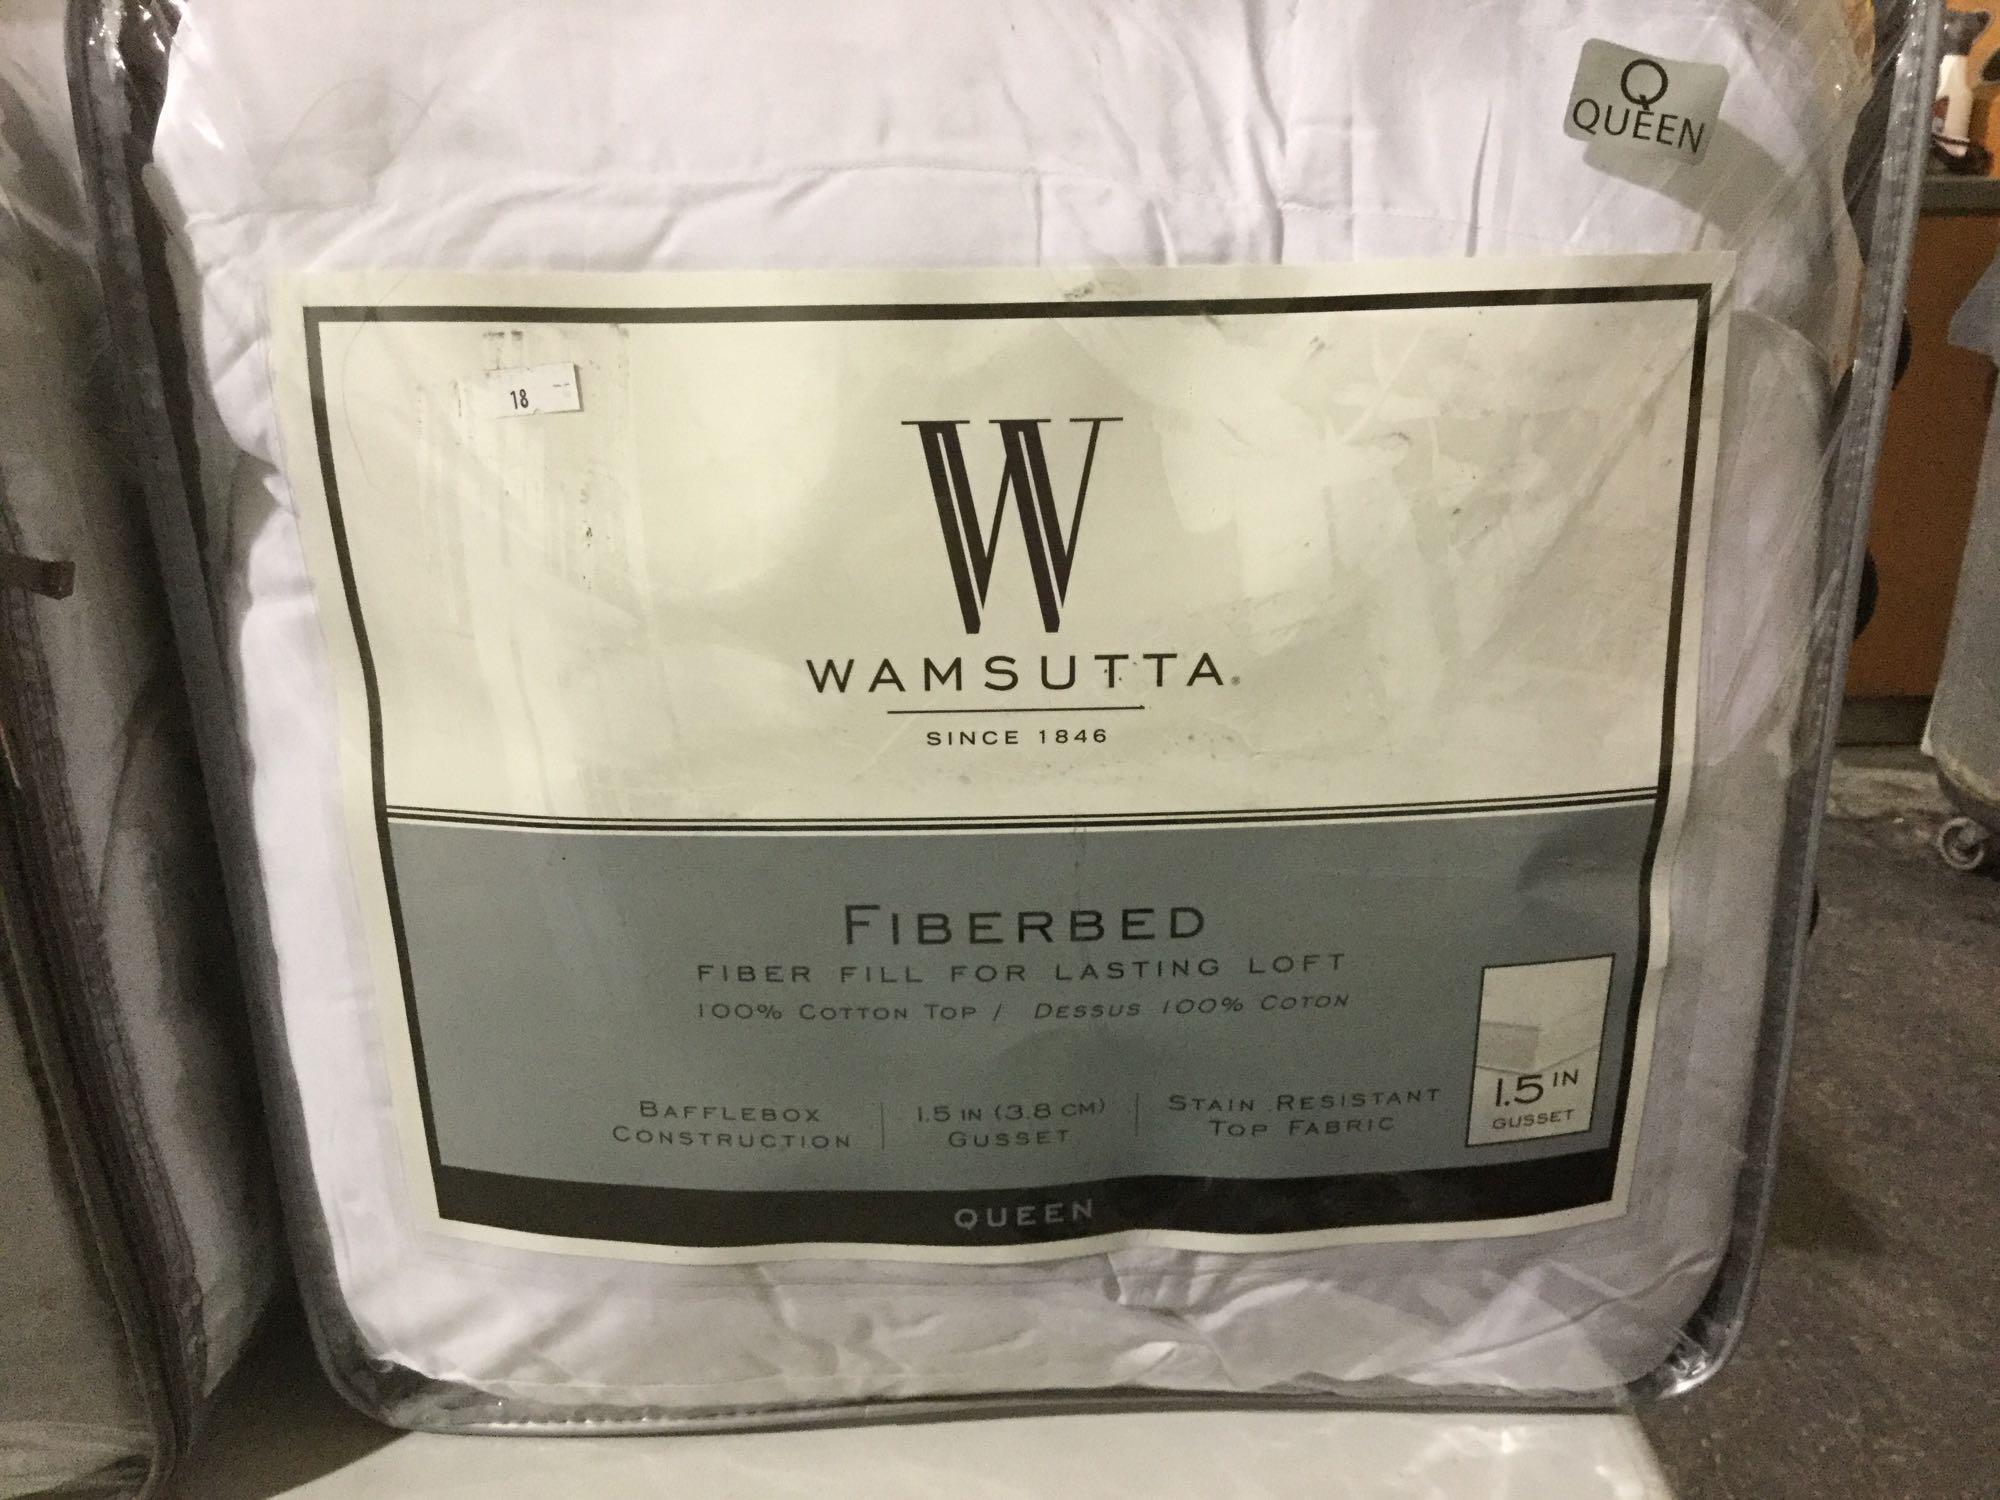 Q
QUEEN
18
W
WAMSUTTA®
SINCE 1846
FIBERBED
FIBER FILL FOR LASTING LOFT
100% COTTON TOP / DESSUS 100% COTON
BAFFLEBOX
CONSTRUCTION
1.5 IN (3.8 CM)
GUSSET
STAIN RESISTANT
TOP FABRIC
1.5 IN
GUSSET
QUEEN